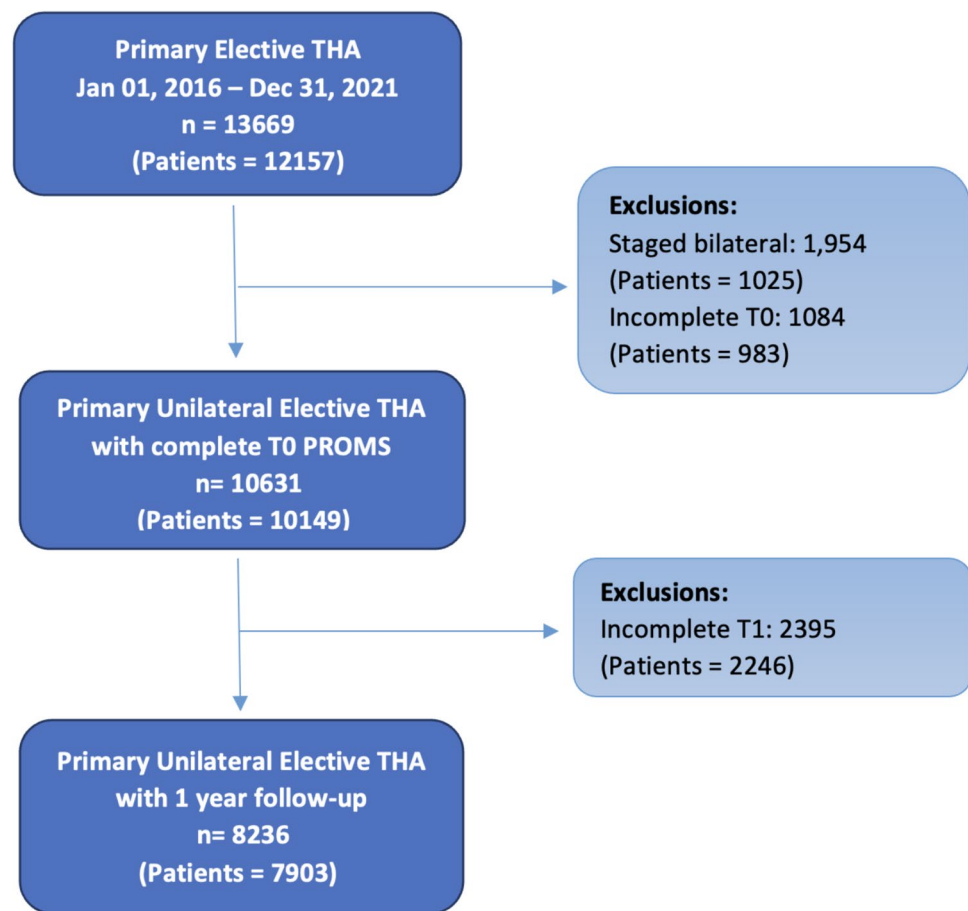 Primary Elective THA
Jan 01, 2016 – Dec 31, 2021
n = 13669
(Patients = 12157)
Exclusions:
Staged bilateral: 1,954
(Patients = 1025)
Incomplete T0: 1084
(Patients = 983)
Primary Unilateral Elective THA
with complete T0 PROMS
n= 10631
(Patients = 10149)
Exclusions:
Incomplete T1: 2395
(Patients = 2246)
Primary Unilateral Elective THA
with 1 year follow-up
n= 8236
(Patients = 7903)